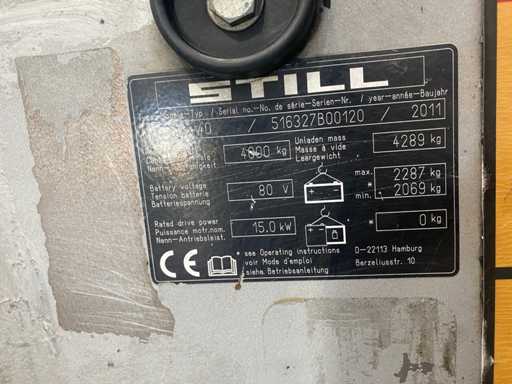 STILL
Typ / Serial no.-No. de série-Serien-Nr. / year-année-Baujahr
40 / 516327B00120 / 2011
4000 kg
Unladen mass
Masse à vide
Leergewicht
4289 kg
Battery voltage
Tension batterie
Batteriespannung
80 V
max. 2287 kg
* *
min. 2069 kg
Rated drive power
Puissance motr.nom.
Nenn-Antriebsleist.
15.0 kW
* 0 kg
CE
* see Operating instructions
voir Mode d'emploi
siehe Betriebsanleitung
D-22113 Hamburg
Berzeliusstr. 10